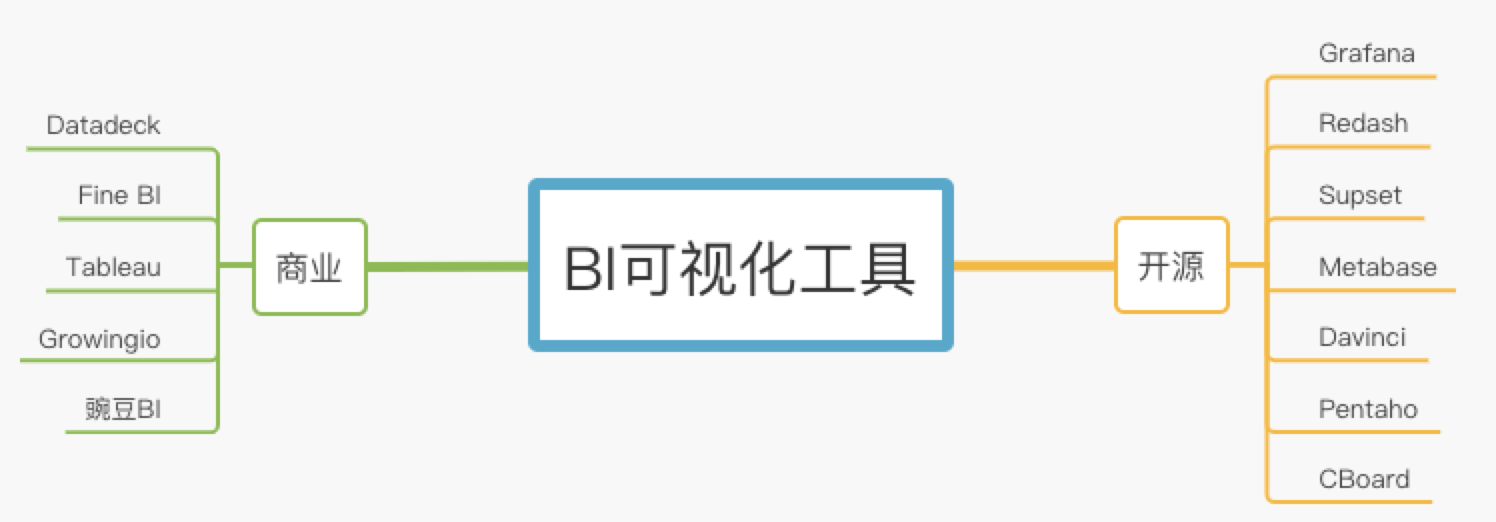 BI可视化工具
商业
Datadeck
Fine BI
Tableau
Growingio
豌豆BI
开源
Grafana
Redash
Supset
Metabase
Davinci
Pentaho
CBoard